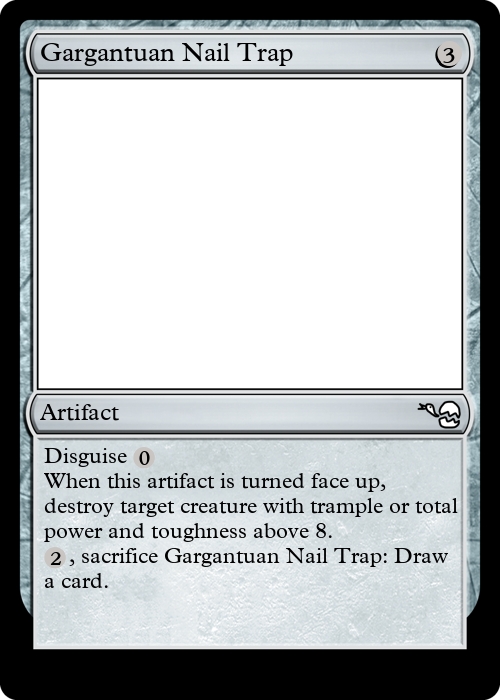 Gargantuan Nail Trap 3
Artifact
Disguise 0
When this artifact is turned face up,
destroy target creature with trample or total
power and toughness above 8.
2, sacrifice Gargantuan Nail Trap: Draw
a card.